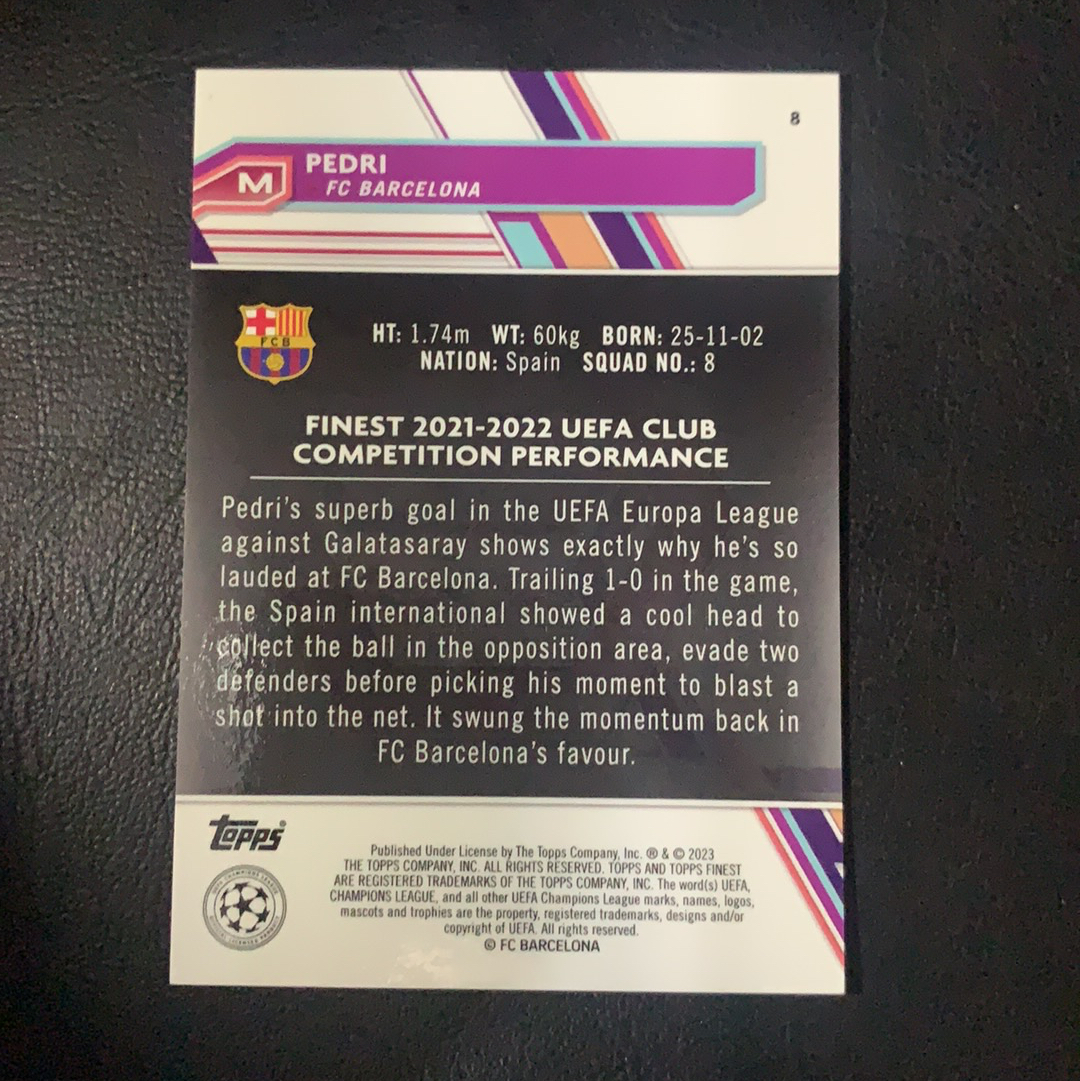 8
PEDRI
M
FC BARCELONA
FCB
HT: 1.74m WT: 60kg BORN: 25-11-02
NATION: Spain SQUAD NO.: 8
FINEST 2021-2022 UEFA CLUB
COMPETITION PERFORMANCE
Pedri's superb goal in the UEFA Europa League
against Galatasaray shows exactly why he's so
lauded at FC Barcelona. Trailing 1-0 in the game,
the Spain international showed a cool head to
collect the ball in the opposition area, evade two
defenders before picking his moment to blast a
shot into the net. It swung the momentum back in
FC Barcelona's favour.
topps®
Published Under License by The Topps Company, Inc. ® & © 2023
THE TOPPS COMPANY, INC. ALL RIGHTS RESERVED. TOPPS AND TOPPS FINEST
ARE REGISTERED TRADEMARKS OF THE TOPPS COMPANY, INC. The word(s) UEFA,
CHAMPIONS LEAGUE, and all other UEFA Champions League marks, names, logos,
mascots and trophies are the property, registered trademarks, designs and/or
copyright of UEFA. All rights reserved.
© FC BARCELONA